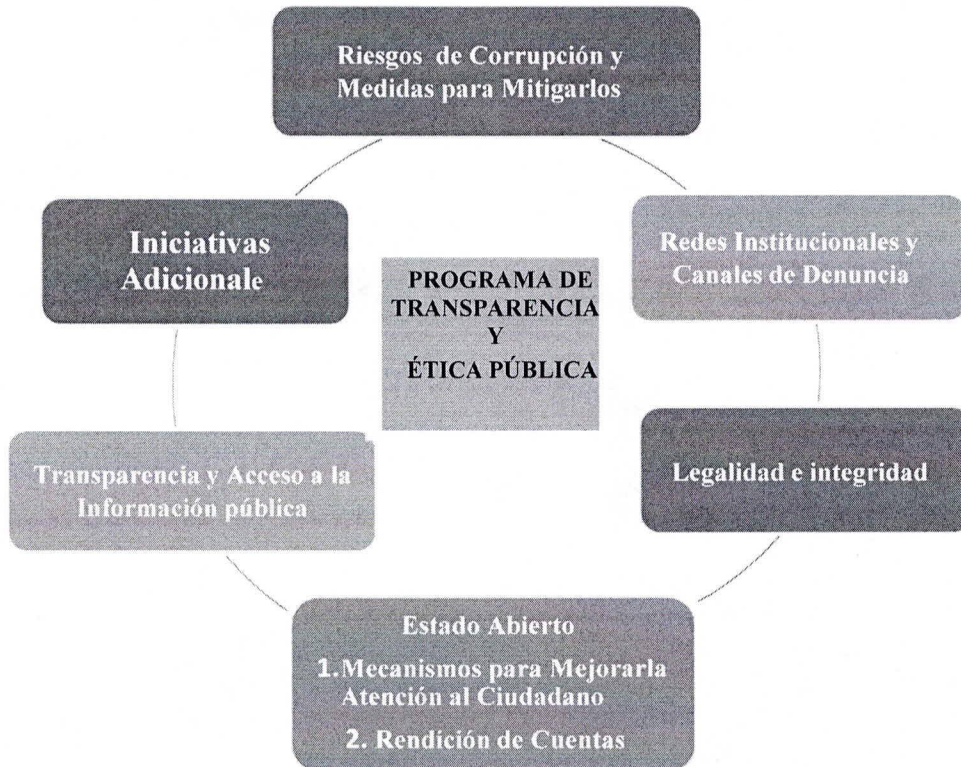 Riesgos de Corrupción y
Medidas para Mitigarlos
Iniciativas
Adicionale
Redes Institucionales y
Canales de Denuncia
PROGRAMA DE
TRANSPARENCIA
Y
ÉTICA PÚBLICA
Transparencia y Acceso a la
Información pública
Legalidad e integridad
Estado Abierto
1.Mecanismos para Mejorarla
Atención al Ciudadano
2. Rendición de Cuentas